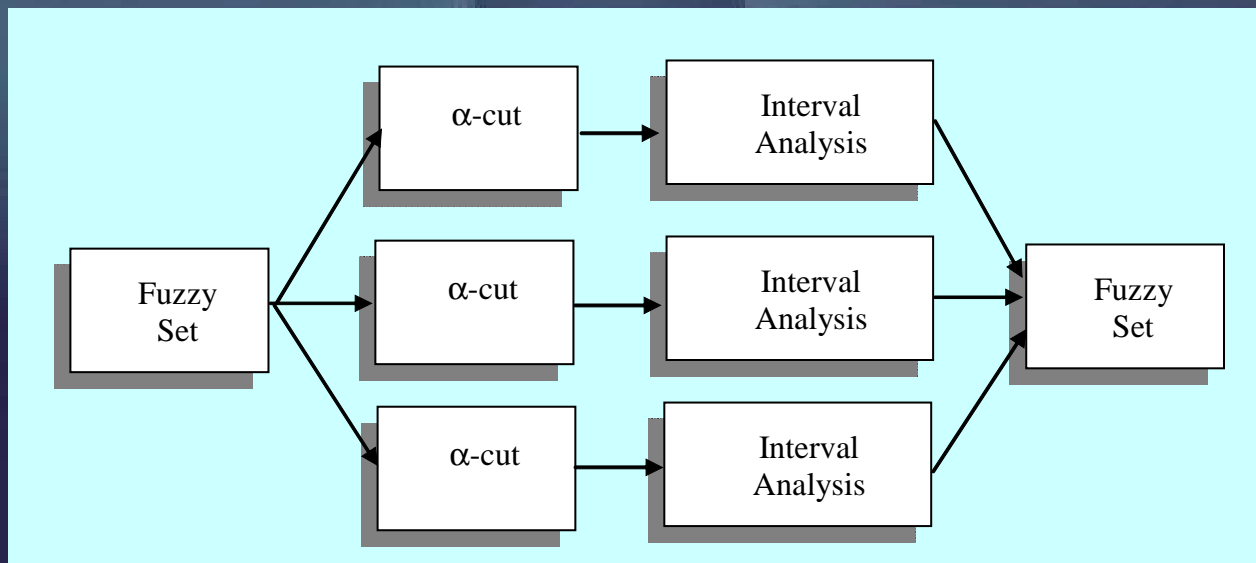 α-cut
Interval
Analysis
Fuzzy
Set
α-cut
Interval
Analysis
Fuzzy
Set
α-cut
Interval
Analysis